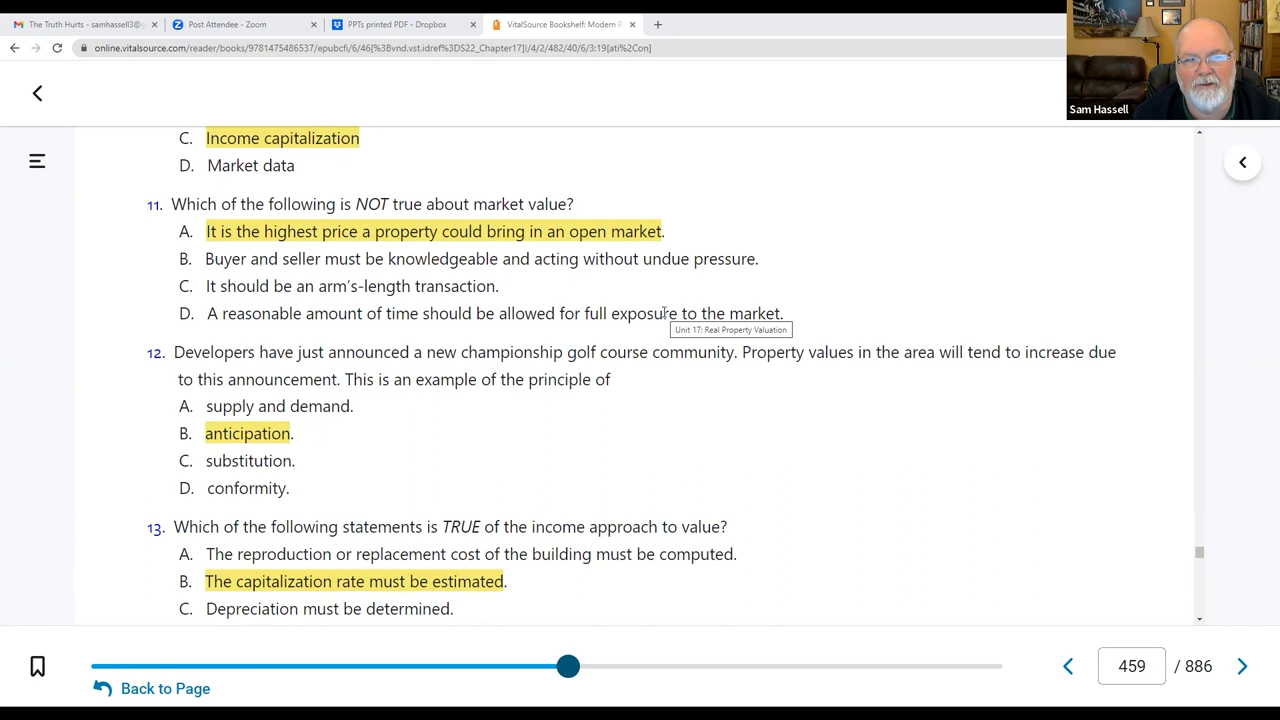 The Truth Hurts - samhassell3@g
Post Attendee - Zoom
PPTs printed PDF - Dropbox
VitalSource Bookshelf: Modern R
online.vitalsource.com/reader/books/9781475486537/epubcfi/6/46[%3Bvnd.vst.idref%3DS22_Chapter17]!/4/2/482/40/6/3:19[ati%2Con]
Sam Hassell
C. Income capitalization
D. Market data
11. Which of the following is NOT true about market value?
A. It is the highest price a property could bring in an open market.
B. Buyer and seller must be knowledgeable and acting without undue pressure.
C. It should be an arm's-length transaction.
D. A reasonable amount of time should be allowed for full exposure to the market.
Unit 17: Real Property Valuation
12. Developers have just announced a new championship golf course community. Property values in the area will tend to increase due
to this announcement. This is an example of the principle of
A. supply and demand.
B. anticipation.
C. substitution.
D. conformity.
13. Which of the following statements is TRUE of the income approach to value?
A. The reproduction or replacement cost of the building must be computed.
B. The capitalization rate must be estimated.
C. Depreciation must be determined.
459 / 886
Back to Page